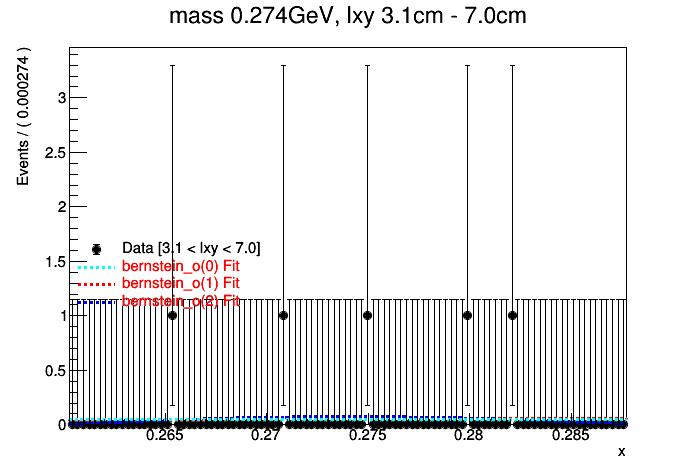 mass 0.274GeV, lxy 3.1cm - 7.0cm
Events / ( 0.000274 )
3
2.5
2
Data [3.1 < lxy < 7.0]
bernstein_o(0) Fit
1.5
bernstein_o(1) Fit
bernstein_o(2) Fit
1
0.5
0
0.265 0.27 0.275 0.28 0.285
x